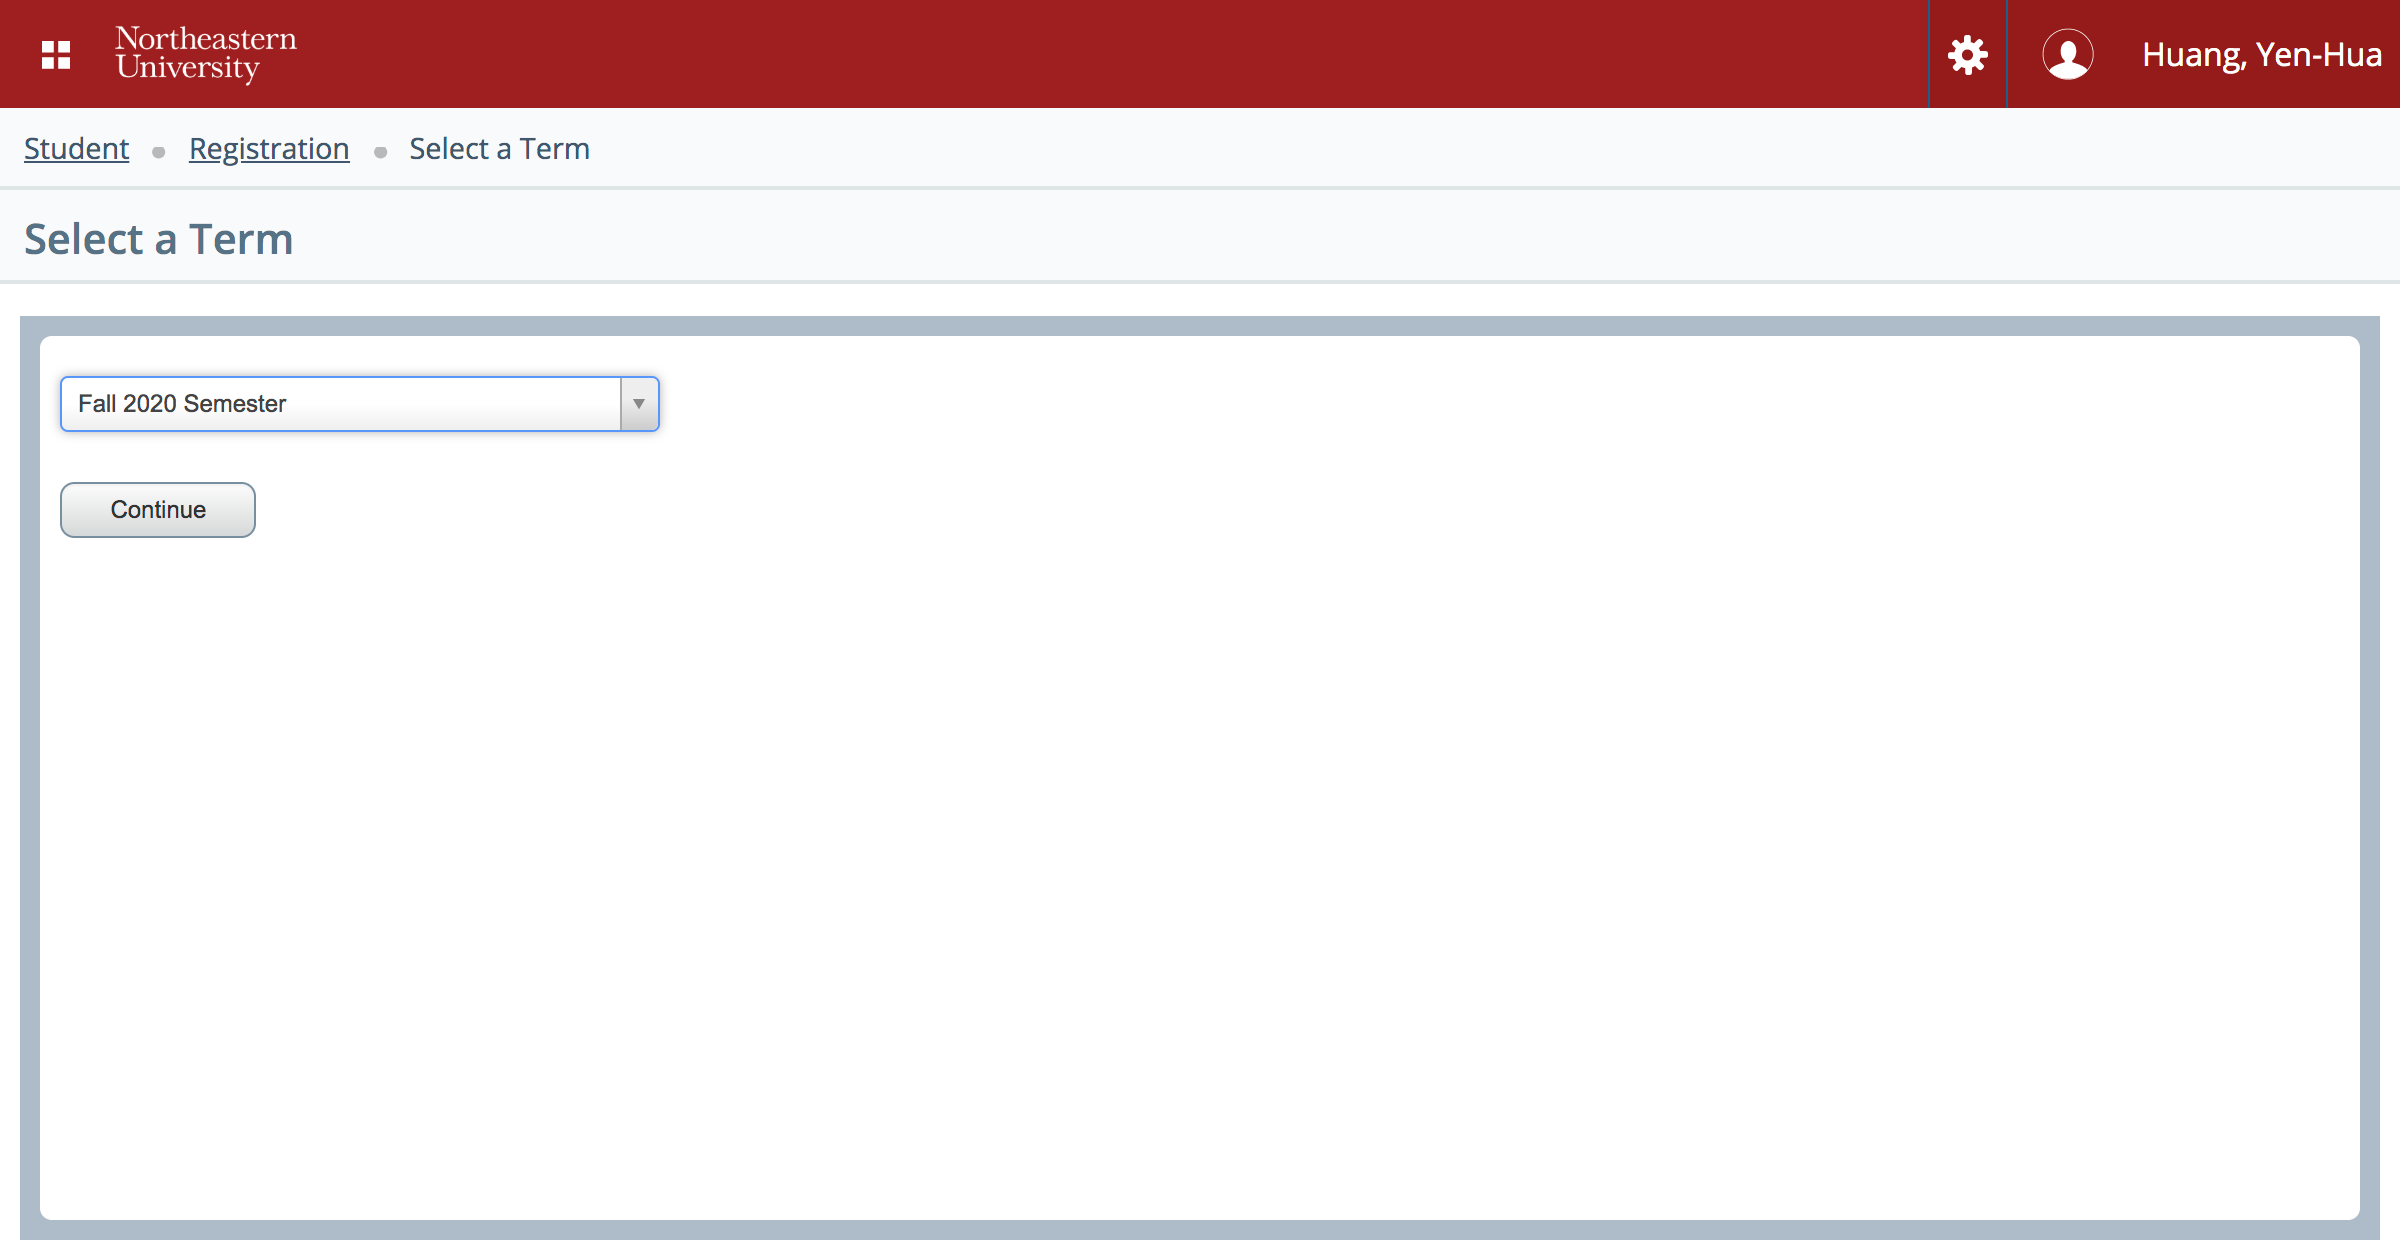 Northeastern
University
Huang, Yen-Hua
Student
Registration
Select a Term
Select a Term
Fall 2020 Semester
Continue